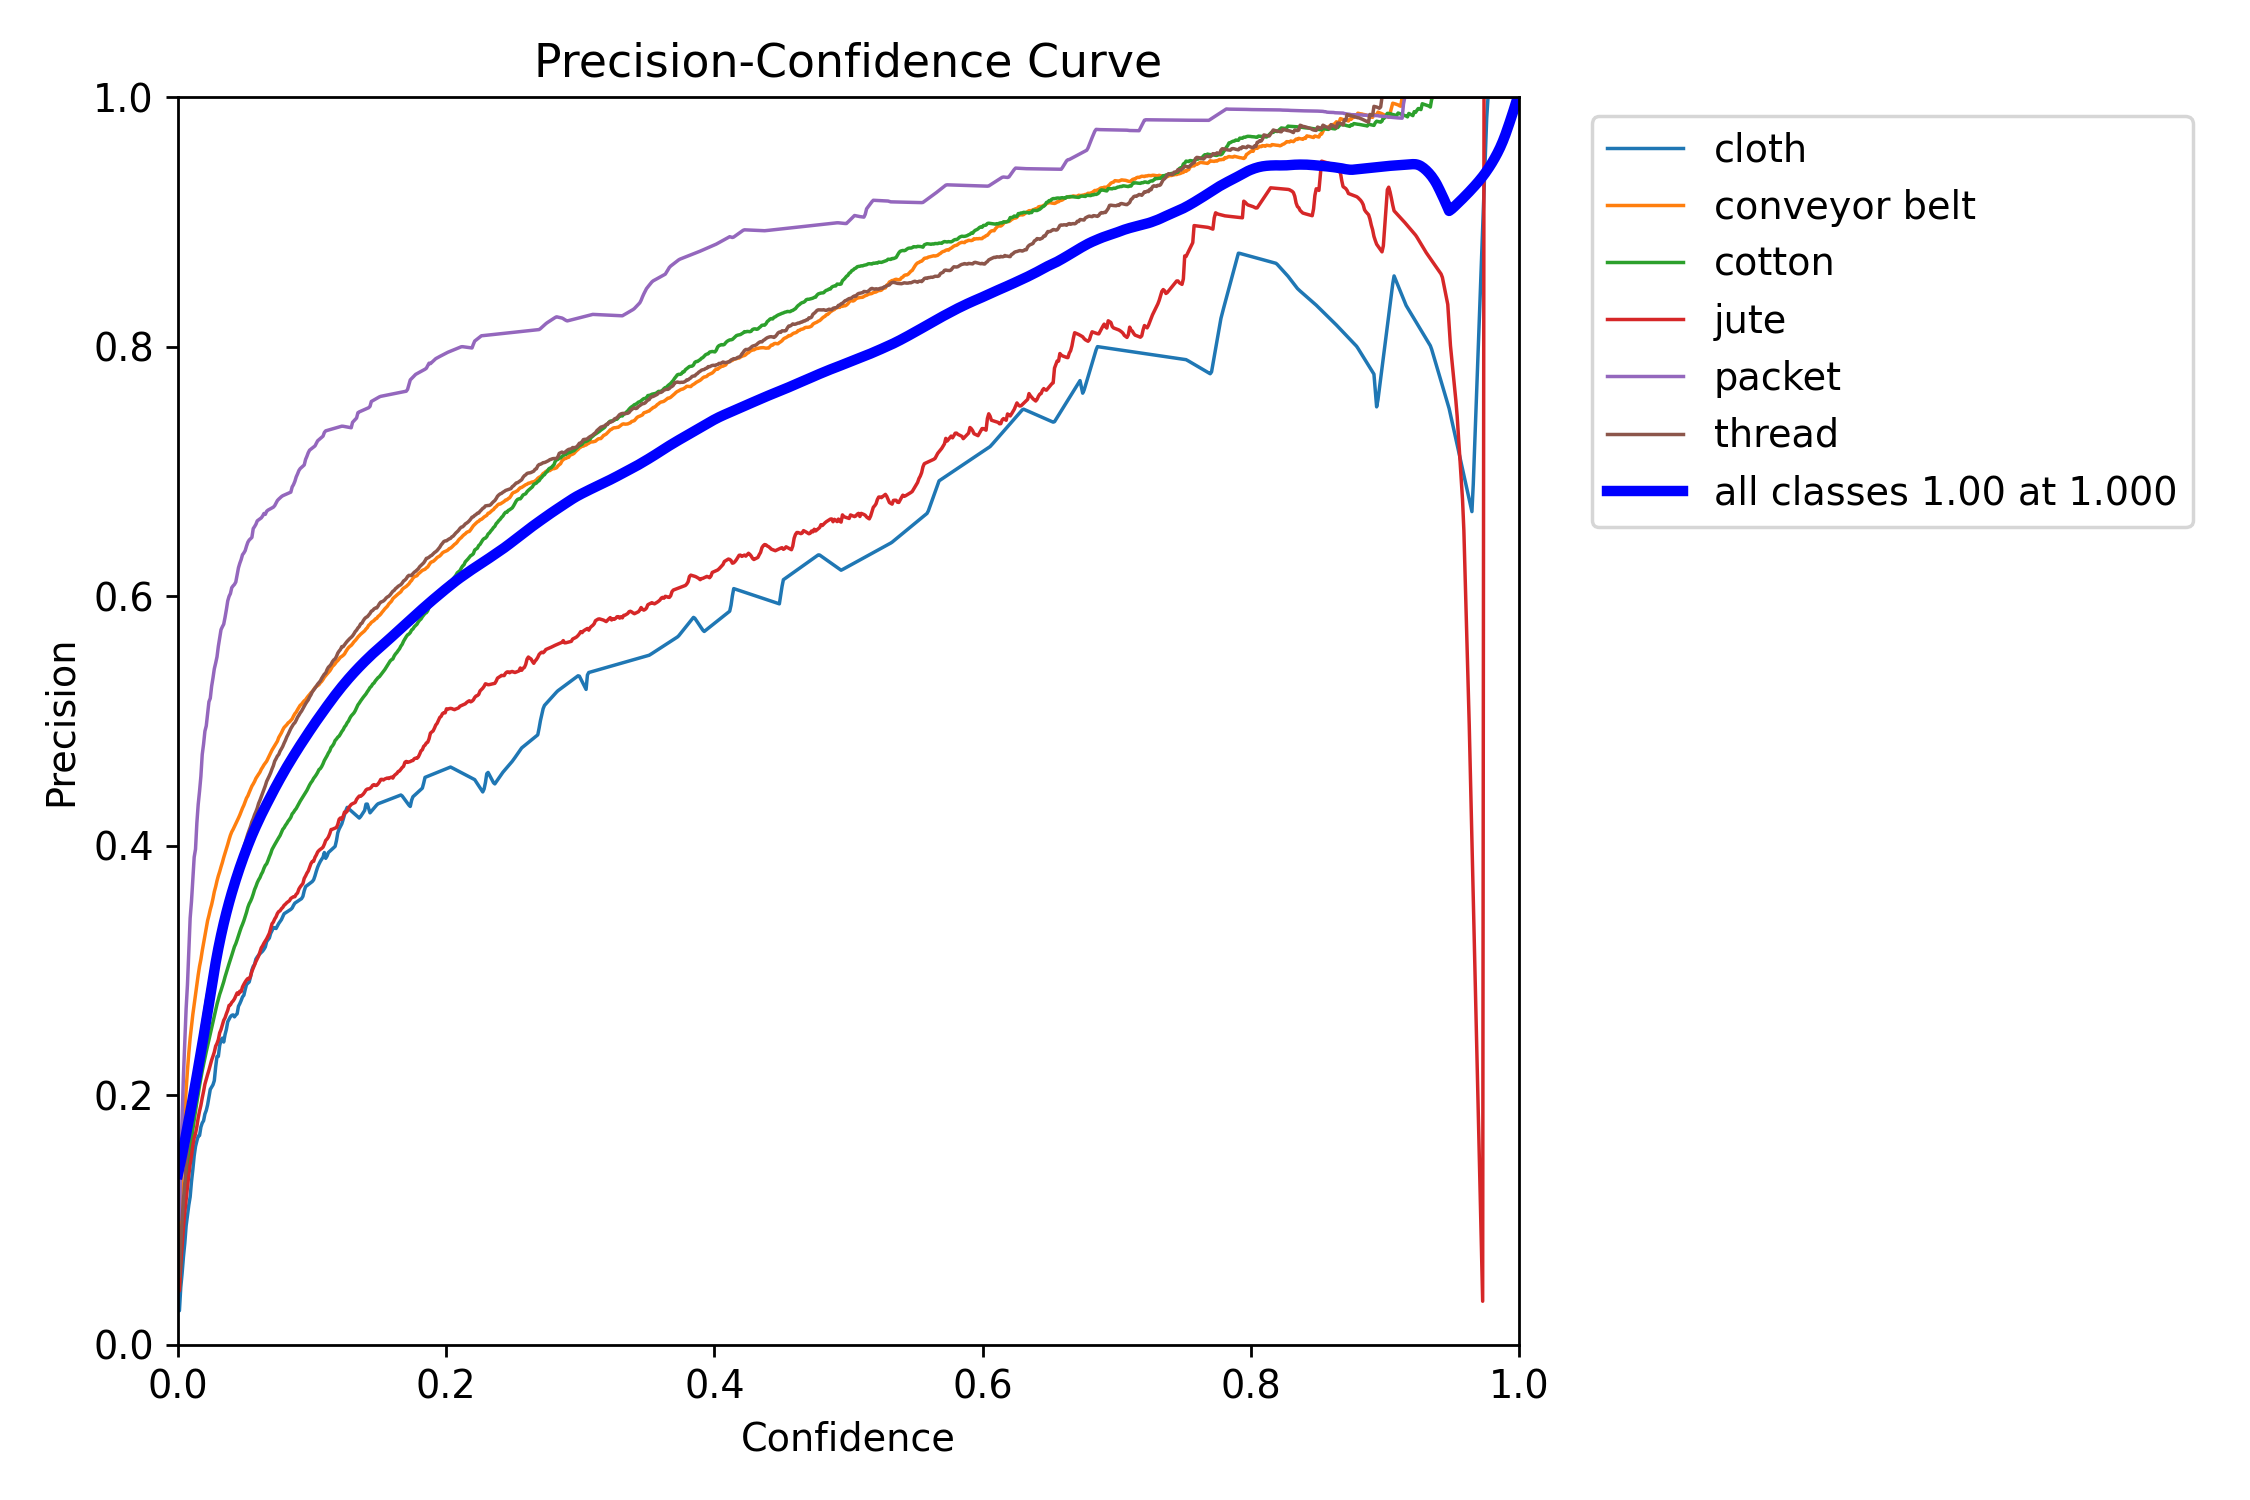 Precision-Confidence Curve
1.0
0.8
0.6
0.4
0.2
0.0
Precision
0.0 0.2 0.4 0.6 0.8 1.0
Confidence
cloth
conveyor belt
cotton
jute
packet
thread
all classes 1.00 at 1.000